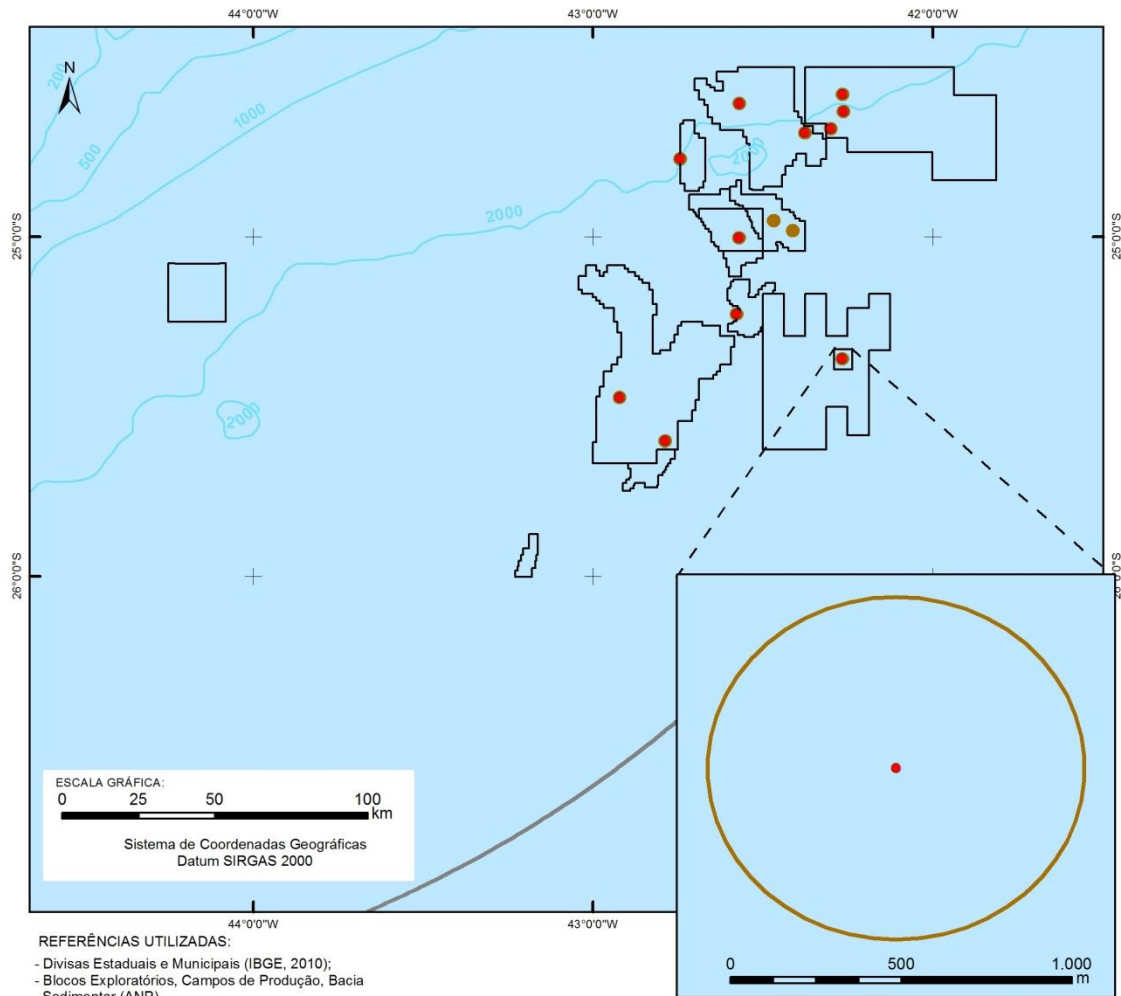 44°0'0"W 43°0'0"W 42°0'0"W
N
200
500
1000
2000
2000
2000
25°0'0"S
25°0'0"S
26°0'0"S
26°0'0"S
ESCALA GRÁFICA:
0 25 50 100
km
Sistema de Coordenadas Geográficas
Datum SIRGAS 2000
44°0'0"W 43°0'0"W
REFERÊNCIAS UTILIZADAS:
- Divisas Estaduais e Municipais (IBGE, 2010);
- Blocos Exploratórios, Campos de Produção, Bacia
Sedimentar (ANP)
0 500 1.000
m